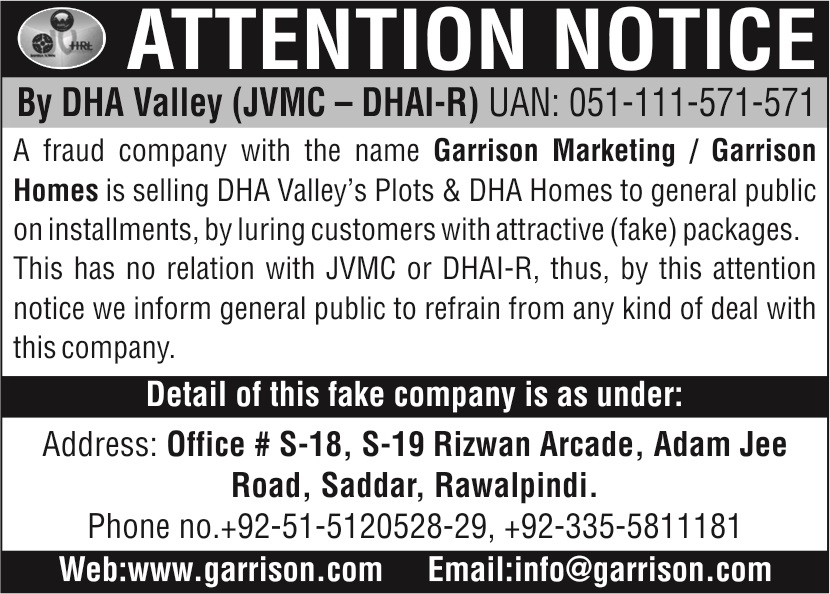 ATTENTION NOTICE
By DHA Valley (JVMC – DHAI-R) UAN: 051-111-571-571
A fraud company with the name Garrison Marketing / Garrison
Homes is selling DHA Valley's Plots & DHA Homes to general public
on installments, by luring customers with attractive (fake) packages.
This has no relation with JVMC or DHAI-R, thus, by this attention
notice we inform general public to refrain from any kind of deal with
this company.
Detail of this fake company is as under:
Address: Office # S-18, S-19 Rizwan Arcade, Adam Jee
Road, Saddar, Rawalpindi.
Phone no.+92-51-5120528-29, +92-335-5811181
Web:www.garrison.com Email:info@garrison.com